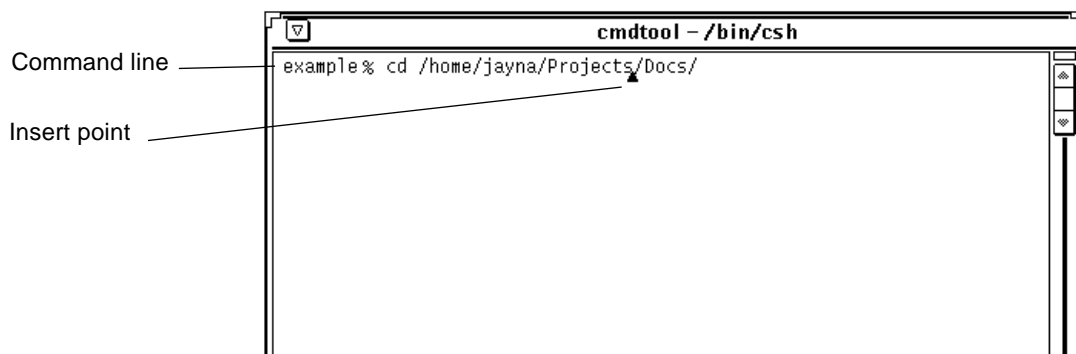 cmdtool – /bin/csh
Command line
example% cd /home/jayna/Projects/Docs/
Insert point